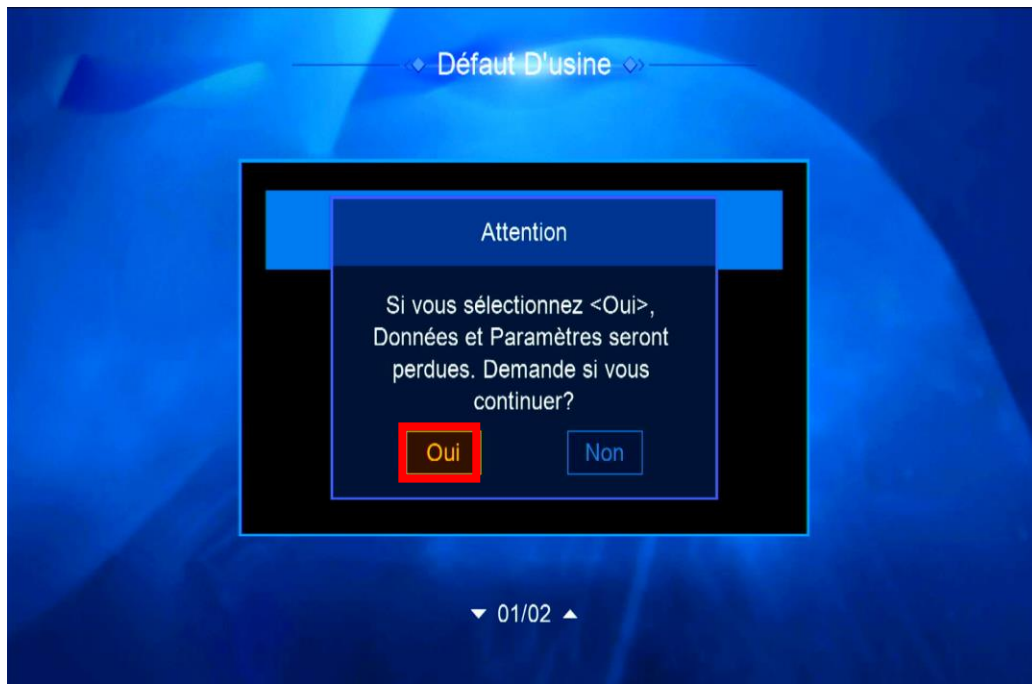 Défaut D'usine
Attention
Si vous sélectionnez <Oui>,
Données et Paramètres seront
perdues. Demande si vous
continuer?
Oui Non
01/02